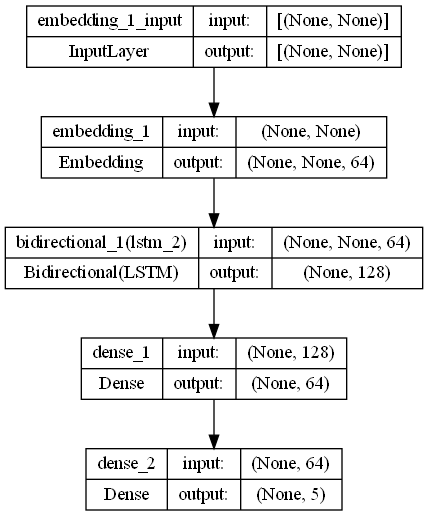 embedding_1_input input: [(None, None)]
InputLayer output: [(None, None)]
embedding_1 input: (None, None)
Embedding output: (None, None, 64)
bidirectional_1(lstm_2) input: (None, None, 64)
Bidirectional(LSTM) output: (None, 128)
dense_1 input: (None, 128)
Dense output: (None, 64)
dense_2 input: (None, 64)
Dense output: (None, 5)